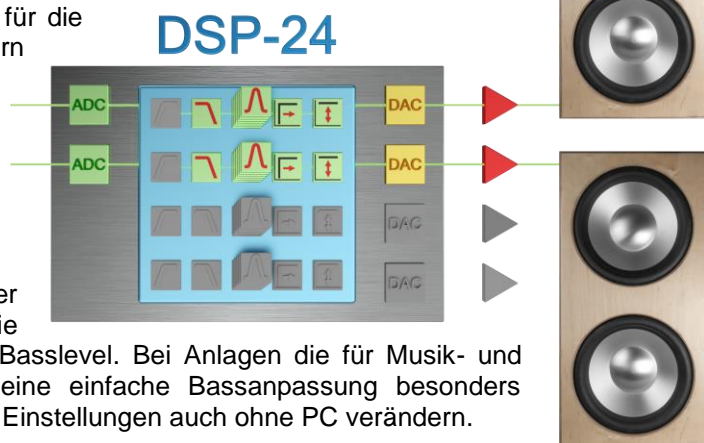 für die
rn
DSP-24
ADC DAC
ADC DAC
DAC
DAC
er
ie
Basslevel. Bei Anlagen die für Musik- und
eine einfache Bassanpassung besonders
Einstellungen auch ohne PC verändern.